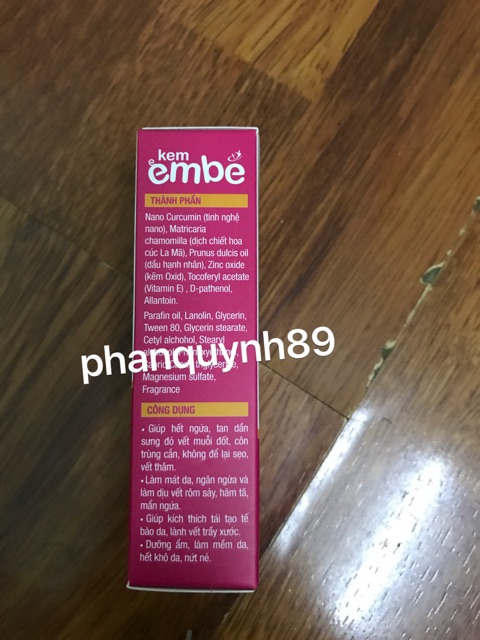 kem
embé
THÀNH PHẦN
Nano Curcumin (tinh nghệ
nano), Matricaria
chamomilla (dịch chiết hoa
cúc La Mã), Prunus dulcis oil
(dầu hạnh nhân), Zinc oxide
(kẽm Oxid), Tocoferyl acetate
(Vitamin E) , D-pathenol,
Allantoin.
Parafin oil, Lanolin, Glycerin,
Tween 80, Glycerin stearate,
Cetyl alchohol, Stearyl
phanquynh89
Magnesium sulfate,
Fragrance
CÔNG DỤNG
• Giúp hết ngứa, tan dần
sưng đỏ vết muỗi đốt, côn
trùng cắn, không để lại sẹo,
vết thâm.
• Làm mát da, ngăn ngừa và
làm dịu vết rôm sảy, hăm tã,
mẩn ngứa.
• Giúp kích thích tái tạo tế
bào da, lành vết trầy xước.
• Dưỡng ẩm, làm mềm da,
hết khô da, nứt nẻ.